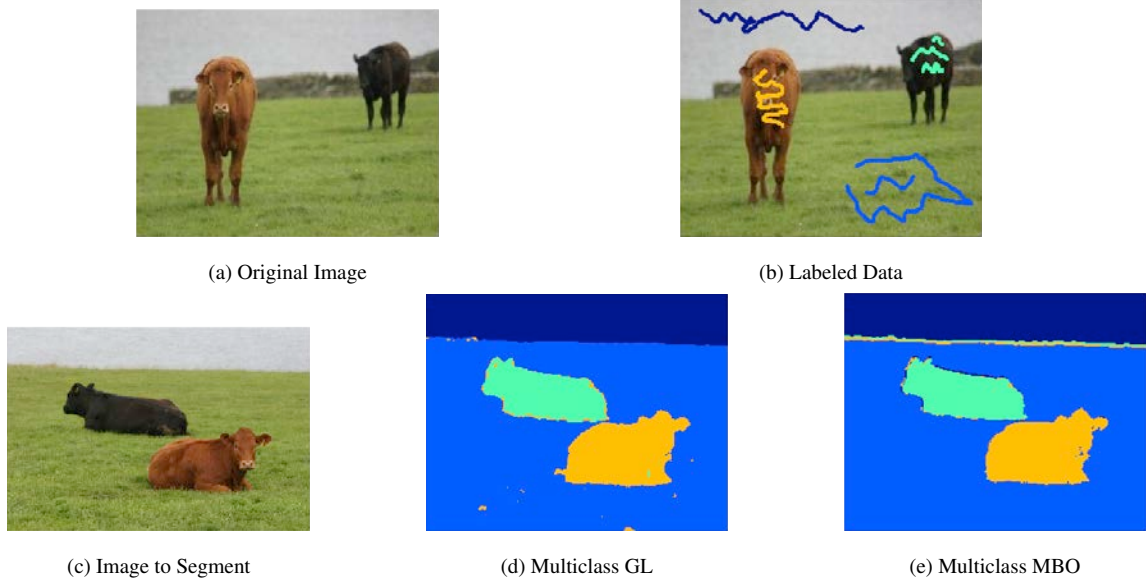 (a) Original Image
(b) Labeled Data
(c) Image to Segment
(d) Multiclass GL
(e) Multiclass MBO